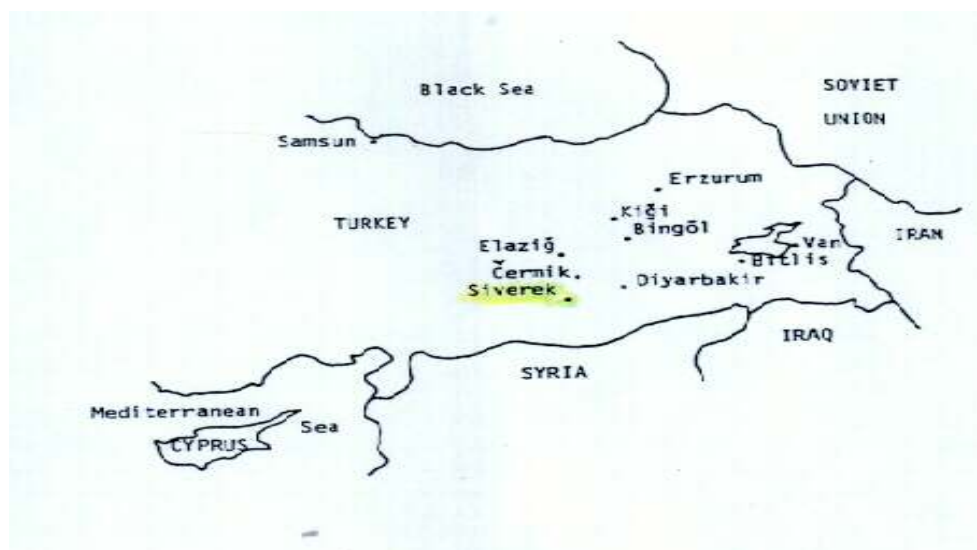 Black Sea
SOVIET
UNION
Samsun
Erzurum
TURKEY
Kiği
Bingöl
IRAN
Elaziğ
Van
Bitlis
Čermik
Diyarbakir
Siverek
IRAQ
SYRIA
Mediterranean
Sea
CYPRUS